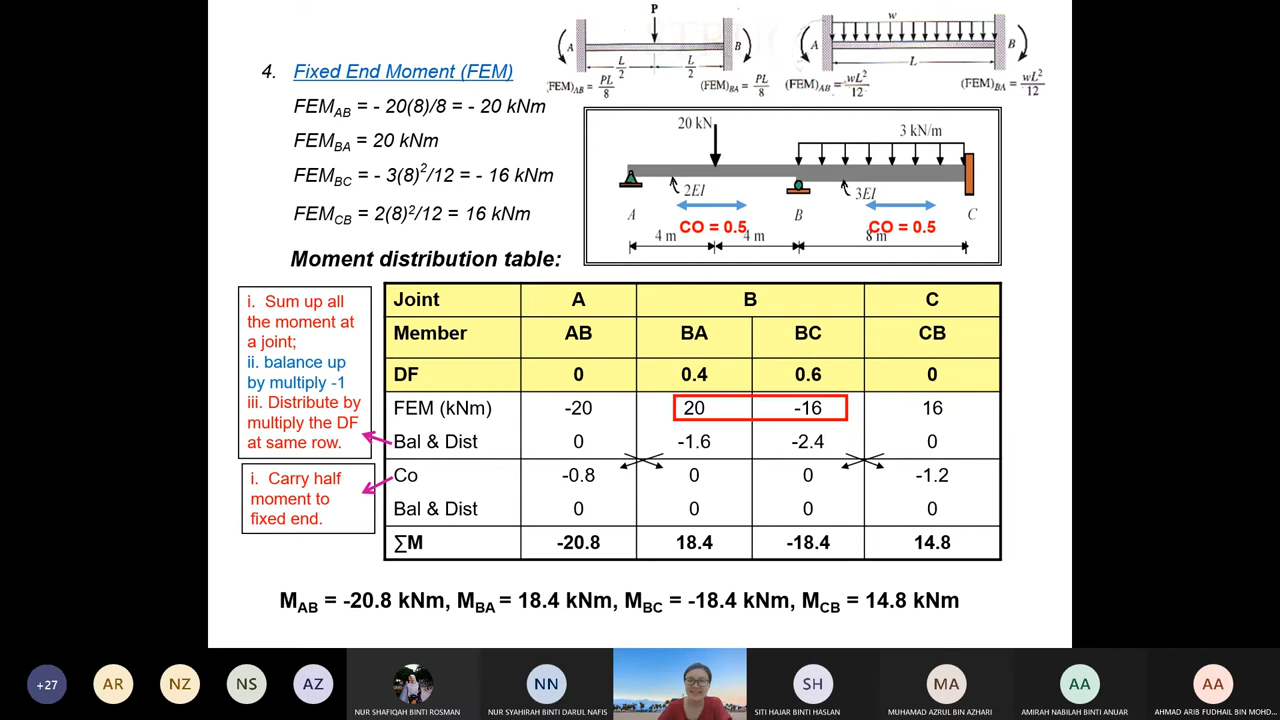 4. Fixed End Moment (FEM)
FEMAB = - 20(8)/8 = - 20 kNm
FEMBA = 20 kNm
FEMBC = - 3(8)²/12 = - 16 kNm
FEMCB = 2(8)²/12 = 16 kNm
P
A B
L/2 L/2
(FEM)AB = PL/8 (FEM)BA = PL/8
w
A B
L
(FEM)AB = wL²/12 (FEM)BA = wL²/12
20 kN
3 kN/m
2EI 3EI
A B C
CO = 0.5 CO = 0.5
4 m 4 m 8 m
Moment distribution table:
i. Sum up all
the moment at
a joint;
ii. balance up
by multiply -1
iii. Distribute by
multiply the DF
at same row.
i. Carry half
moment to
fixed end.
Joint A B C
Member AB BA BC CB
DF 0 0.4 0.6 0
FEM (kNm) -20 20 -16 16
Bal & Dist 0 -1.6 -2.4 0
Co -0.8 0 0 -1.2
Bal & Dist 0 0 0 0
∑M -20.8 18.4 -18.4 14.8
MAB = -20.8 kNm, MBA = 18.4 kNm, MBC = -18.4 kNm, MCB = 14.8 kNm
+27 AR NZ NS AZ NN SH MA AA AA
NUR SHAFIQAH BINTI ROSMAN NUR SYAHIRAH BINTI DARUL NAFIS SITI HAJAR BINTI HASLAN MUHAMAD AZRUL BIN AZHARI AMIRAH NABILAH BINTI ANUAR AHMAD ARIB FUDHAIL BIN MOHD...